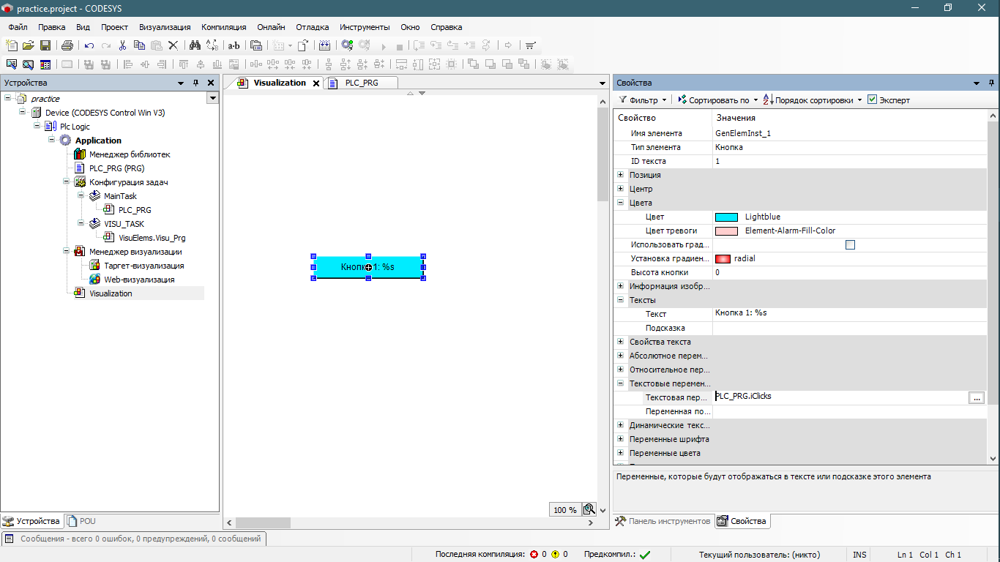 practice.project - CODESYS
Файл Правка Вид Проект Визуализация Компиляция Онлайн Отладка Инструменты Окно Справка
Устройства
practice
Device (CODESYS Control Win V3)
Plc Logic
Application
Менеджер библиотек
PLC_PRG (PRG)
Конфигурация задач
MainTask
PLC_PRG
VISU_TASK
VisuElems.Visu_Prg
Менеджер визуализации
Таргет-визуализация
Web-визуализация
Visualization
Устройства POU
Visualization PLC_PRG
Кнопка 1: %s
100 %
Свойства
Фильтр Сортировать по Порядок сортировки Эксперт
Свойство Значения
Имя элемента GenElemInst_1
Тип элемента Кнопка
ID текста 1
Позиция
Центр
Цвета
Цвет Lightblue
Цвет тревоги Element-Alarm-Fill-Color
Использовать град...
Установка градиен... radial
Высота кнопки 0
Информация изобр...
Тексты
Текст Кнопка 1: %s
Подсказка
Свойства текста
Абсолютное перем...
Относительное пер...
Текстовые перемен...
Текстовая пер... PLC_PRG.iClicks ...
Переменная по...
Динамические текс...
Переменные шрифта
Переменные цвета
Переменные, которые будут отображаться в тексте или подсказке этого элемента
Панель инструментов Свойства
Сообщения - всего 0 ошибок, 0 предупреждений, 0 сообщений
Последняя компиляция: 0 0 Предкомпил.: Текущий пользователь: (никто) INS Ln 1 Col 1 Ch 1